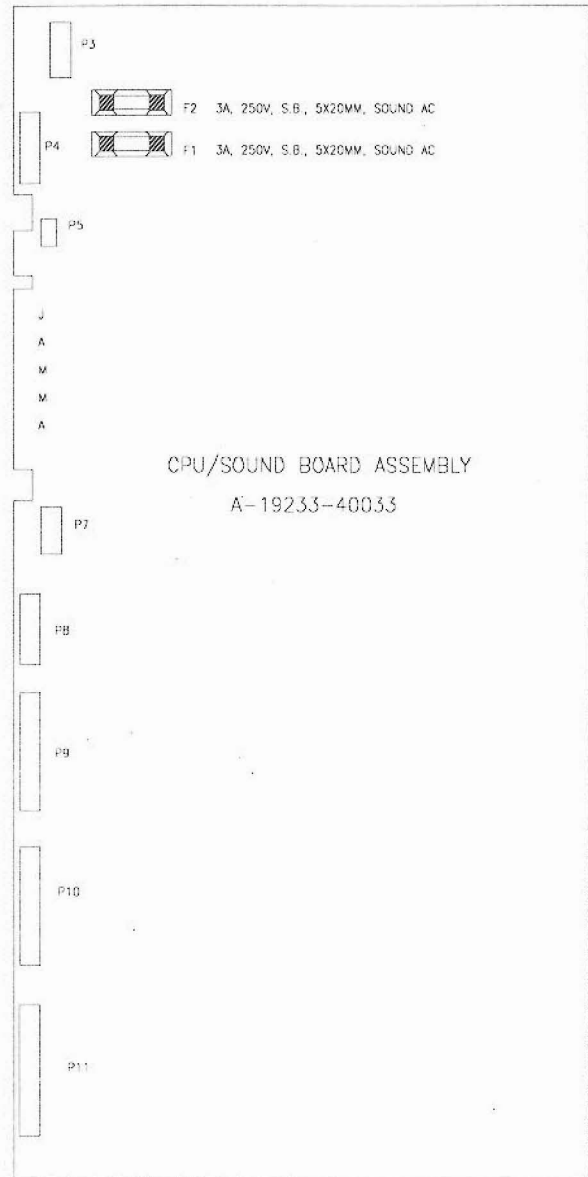 P3
F2 3A, 250V, S.B., 5X20MM, SOUND AC
P4
F1 3A, 250V, S.B., 5X20MM, SOUND AC
P5
J
A
M
M
A
CPU/SOUND BOARD ASSEMBLY
A-19233-40033
P7
P8
P9
P10
P11